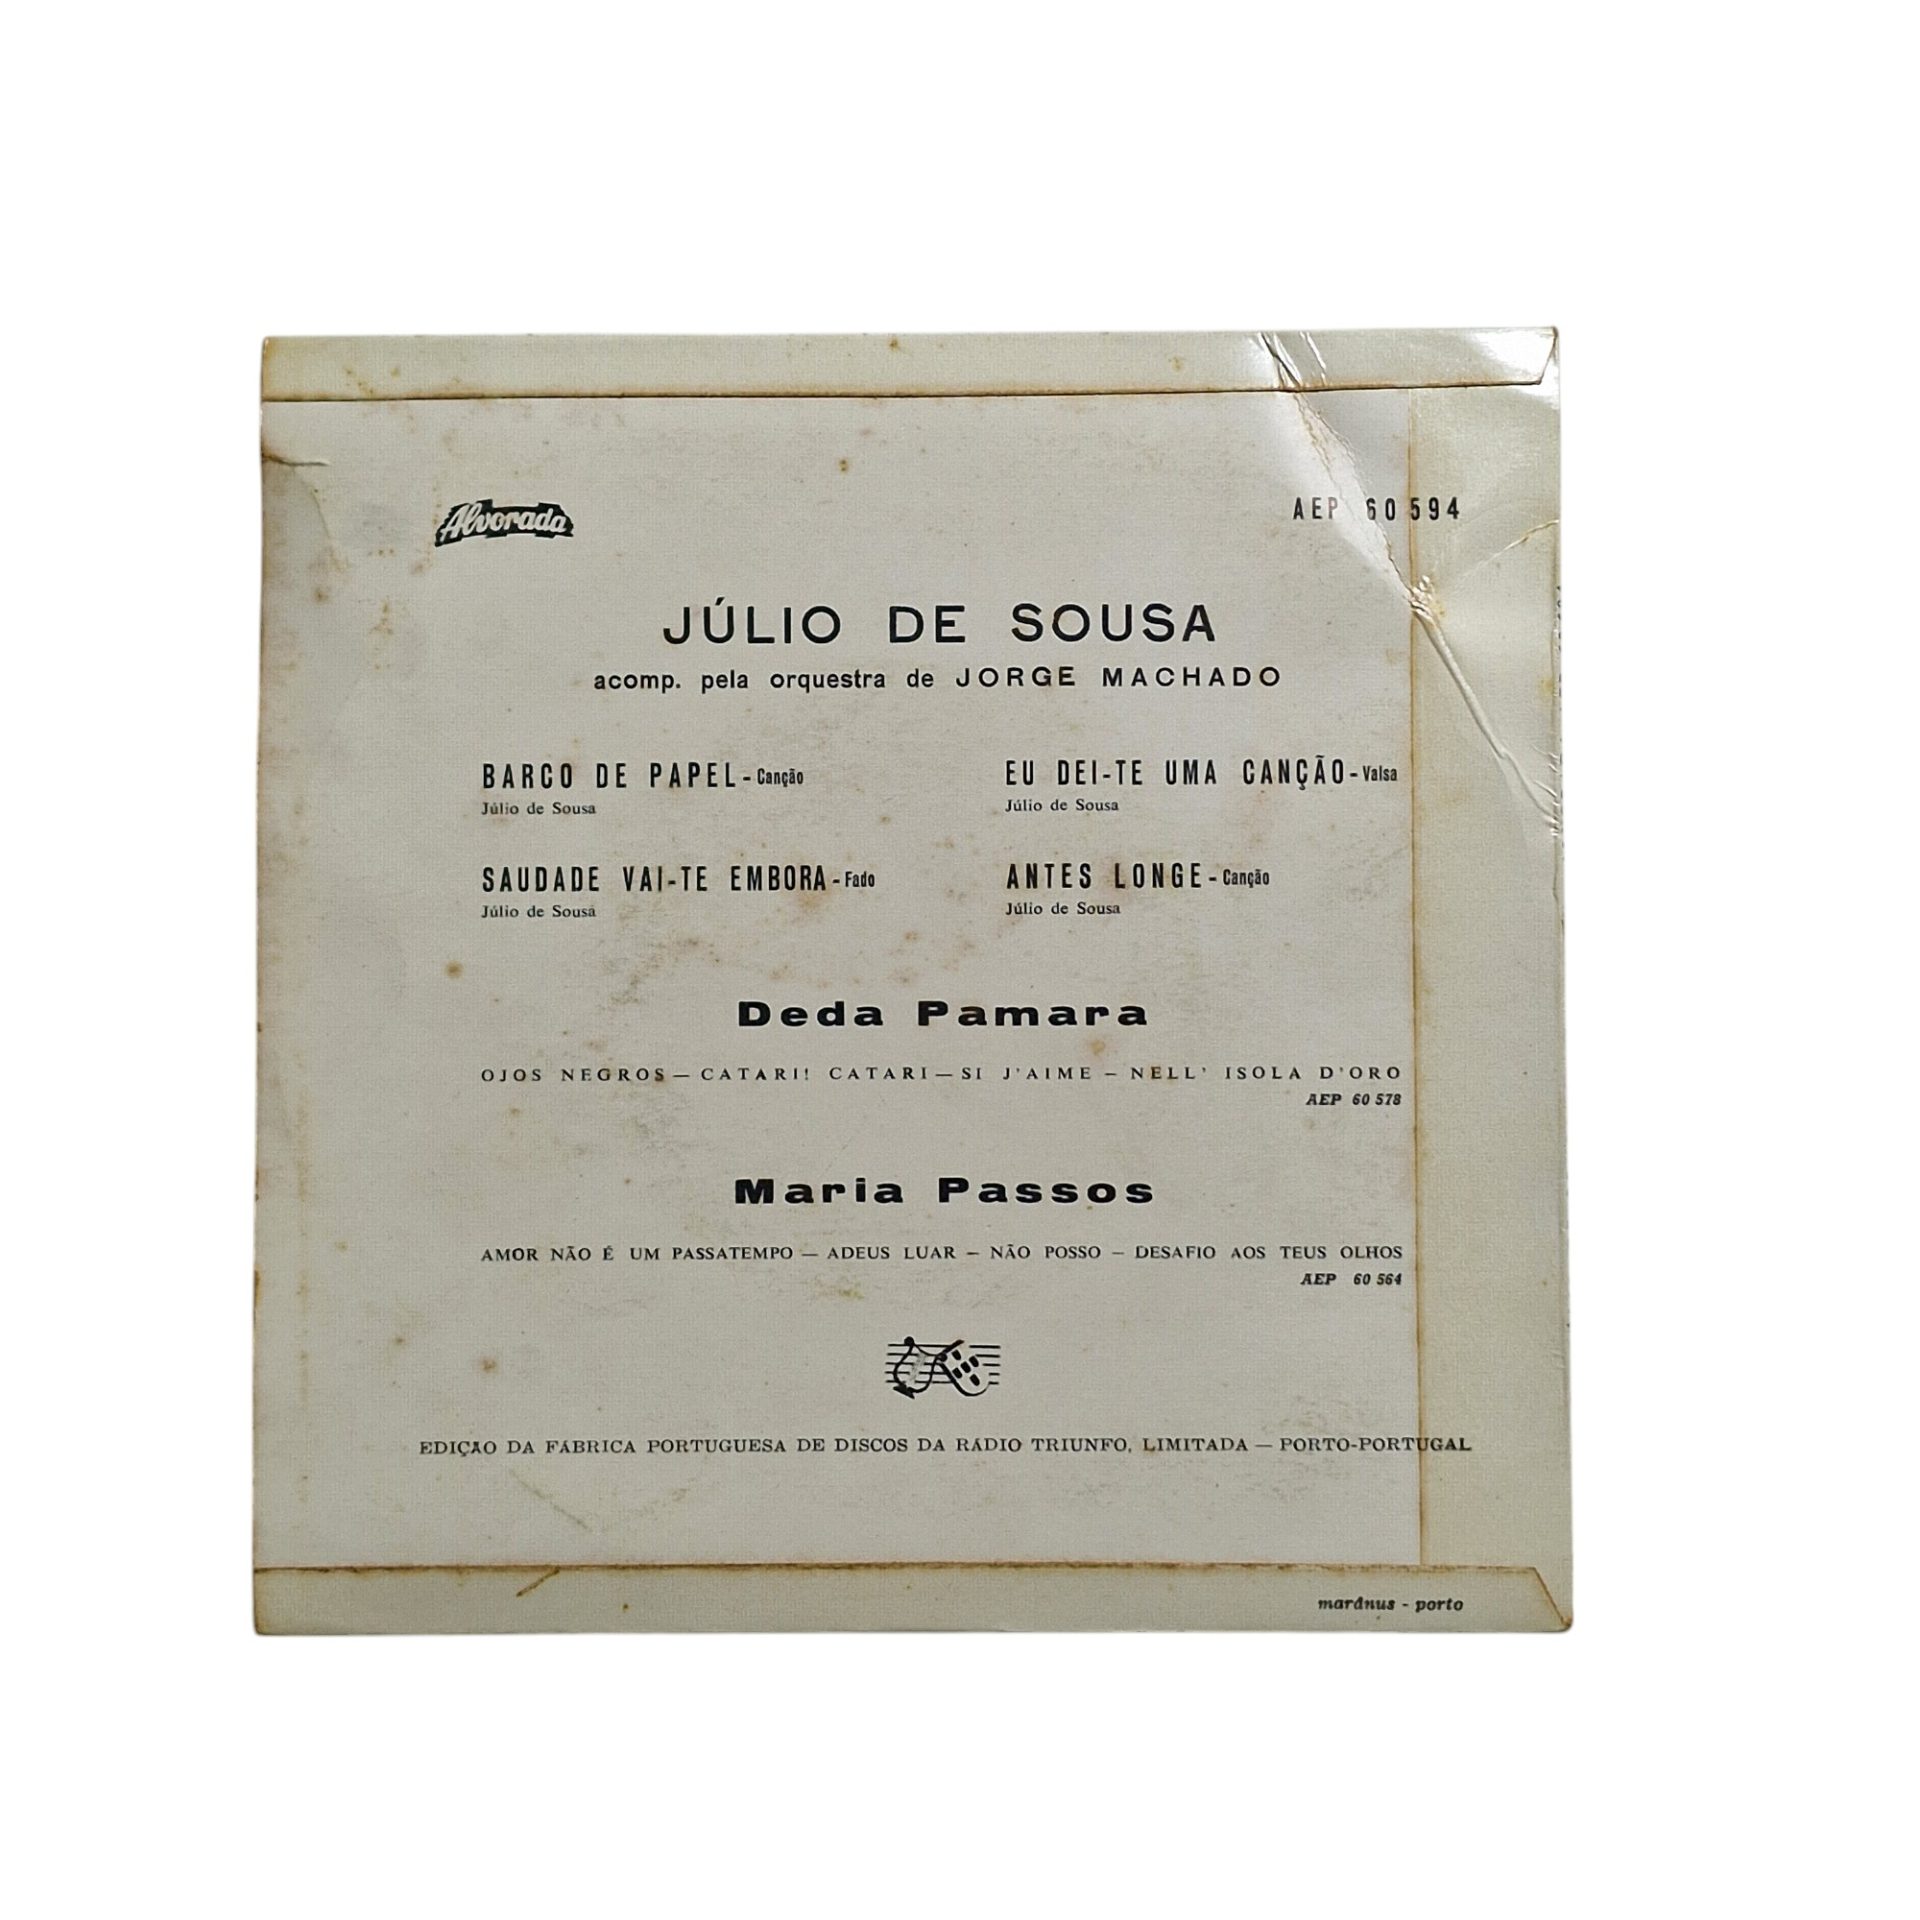 Alvorada
AEP 60 594
JÚLIO DE SOUSA
acomp. pela orquestra de JORGE MACHADO
BARCO DE PAPEL - Canção
Júlio de Sousa
SAUDADE VAI-TE EMBORA - Fado
Júlio de Sousa
EU DEI-TE UMA CANÇÃO - Valsa
Júlio de Sousa
ANTES LONGE - Canção
Júlio de Sousa
Deda Pamara
OJOS NEGROS — CATARI! CATARI — SI J'AIME — NELL' ISOLA D'ORO
AEP 60 578
Maria Passos
AMOR NÃO É UM PASSATEMPO — ADEUS LUAR — NÃO POSSO — DESAFIO AOS TEUS OLHOS
AEP 60 564
EDIÇÃO DA FÁBRICA PORTUGUESA DE DISCOS DA RÁDIO TRIUNFO, LIMITADA — PORTO-PORTUGAL
marânus - porto